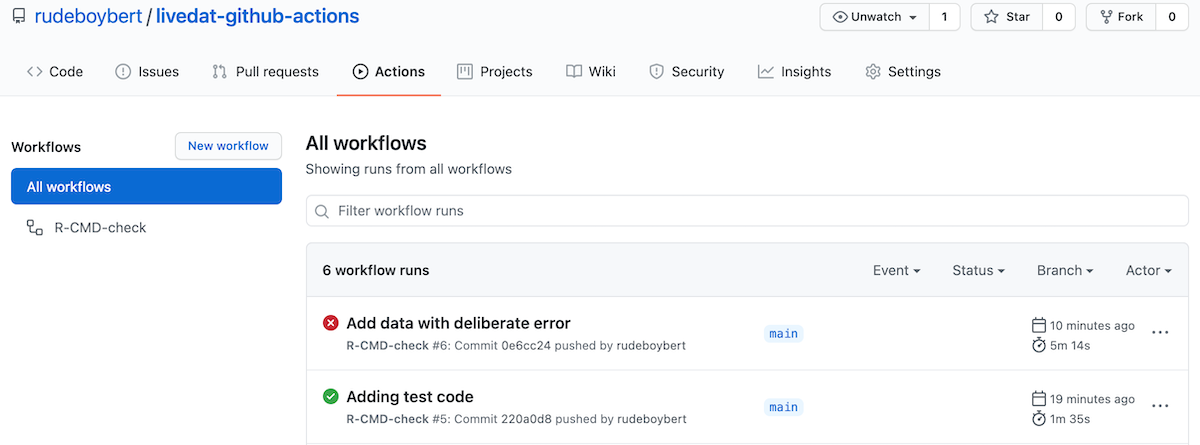 rudeboybert / livedat-github-actions
Unwatch 1 Star 0 Fork 0
Code Issues Pull requests Actions Projects Wiki Security Insights Settings
Workflows
New workflow
All workflows
R-CMD-check
All workflows
Showing runs from all workflows
Filter workflow runs
6 workflow runs
Event Status Branch Actor
Add data with deliberate error
R-CMD-check #6: Commit 0e6cc24 pushed by rudeboybert
main
10 minutes ago
5m 14s
Adding test code
R-CMD-check #5: Commit 220a0d8 pushed by rudeboybert
main
19 minutes ago
1m 35s